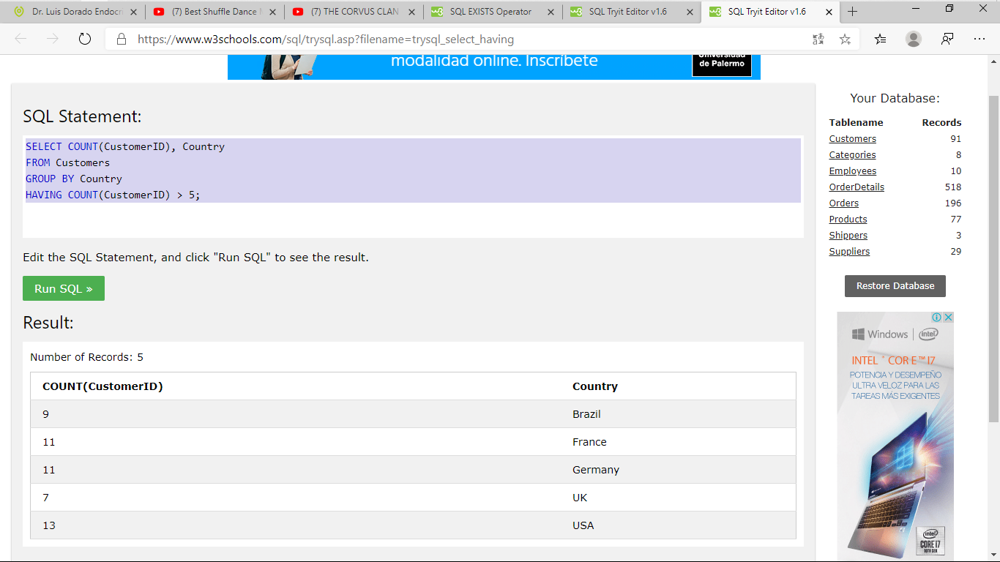 Dr. Luis Dorado Endocri
(7) Best Shuffle Dance M
(7) THE CORVUS CLAN
SQL EXISTS Operator
SQL Tryit Editor v1.6
SQL Tryit Editor v1.6
https://www.w3schools.com/sql/trysql.asp?filename=trysql_select_having
modalidad online. Inscríbete
Universidad
de Palermo
SQL Statement:
SELECT COUNT(CustomerID), Country
FROM Customers
GROUP BY Country
HAVING COUNT(CustomerID) > 5;
Edit the SQL Statement, and click "Run SQL" to see the result.
Run SQL »
Result:
Number of Records: 5
COUNT(CustomerID) Country
9 Brazil
11 France
11 Germany
7 UK
13 USA
Your Database:
Tablename Records
Customers 91
Categories 8
Employees 10
OrderDetails 518
Orders 196
Products 77
Shippers 3
Suppliers 29
Restore Database
Windows | intel
INTEL® CORE™ I7
POTENCIA Y DESEMPEÑO
ULTRA VELOZ PARA LAS
TAREAS MÁS EXIGENTES
intel
CORE i7
10TH GEN